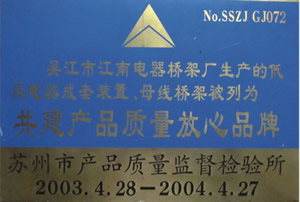 No.SSZJ GJ072
吴江市江南电器桥架厂生产的低
压电器成套装置、母线桥架被列为
共建产品质量放心品牌
苏州市产品质量监督检验所
2003.4.28－2004.4.27